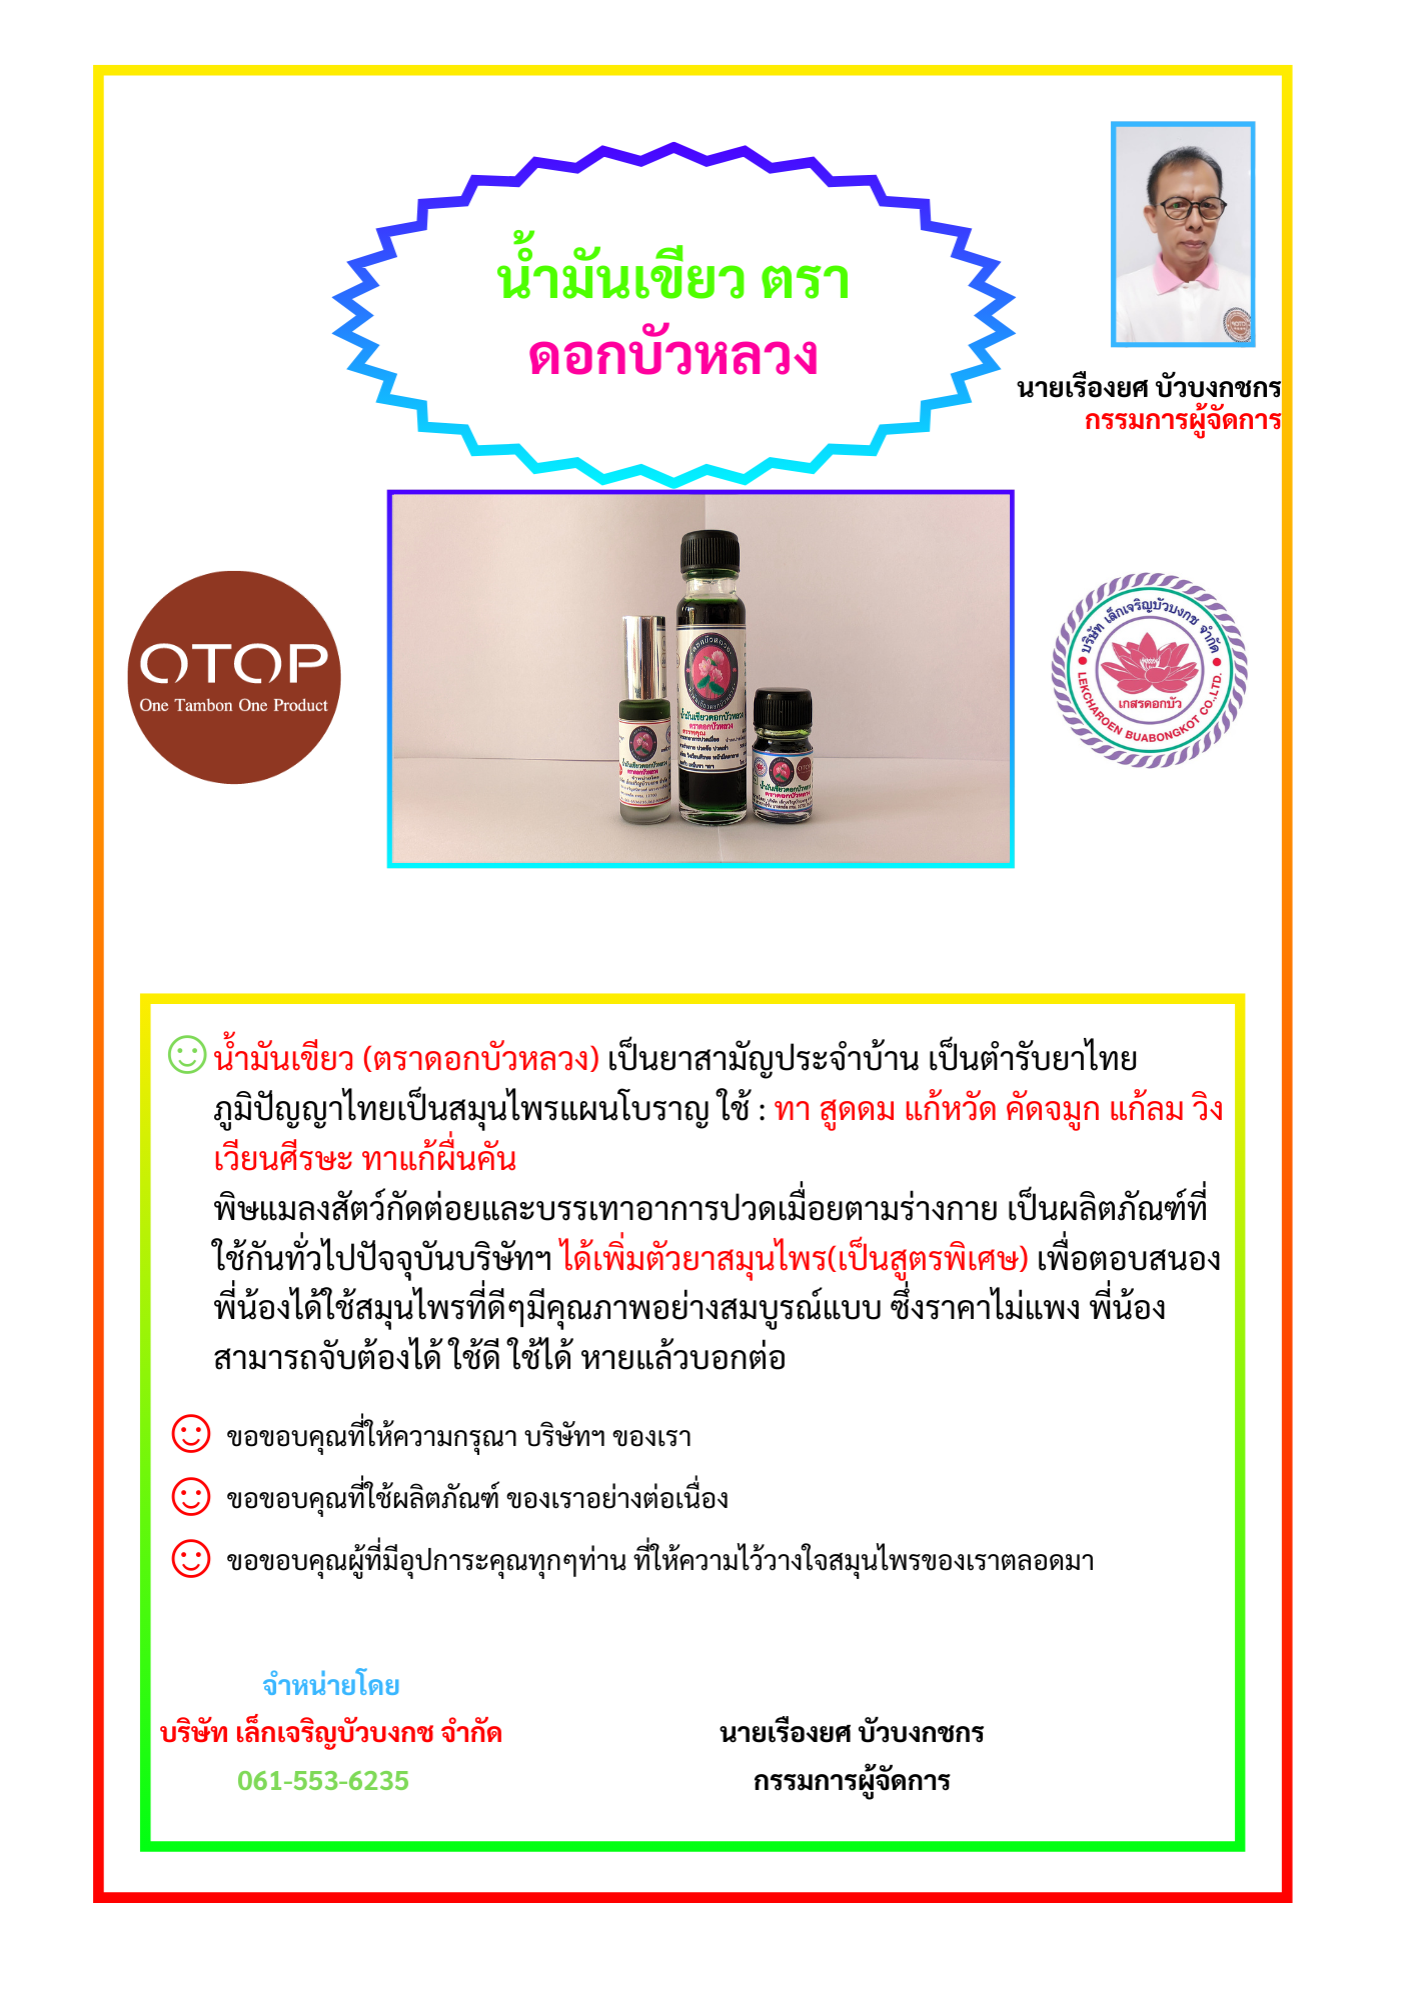 น้ำมันเขียว ตรา
ดอกบัวหลวง
นายเรืองยศ บัวบงกชกร
กรรมการผู้จัดการ
OTOP
One Tambon One Product
บริษัท เล็กเจริญบัวบงกช จำกัด
เกสรดอกบัว
LEKCHAROEN BUABONGKOT CO.,LTD.
น้ำมันเขียวดอกบัวหลวง
ตราดอกบัวหลวง
น้ำมันเขียว (ตราดอกบัวหลวง) เป็นยาสามัญประจำบ้าน เป็นตำรับยาไทย
ภูมิปัญญาไทยเป็นสมุนไพรแผนโบราญ ใช้ : ทา สูดดม แก้หวัด คัดจมูก แก้ลม วิง
เวียนศีรษะ ทาแก้ผื่นคัน
พิษแมลงสัตว์กัดต่อยและบรรเทาอาการปวดเมื่อยตามร่างกาย เป็นผลิตภัณฑ์ที่
ใช้กันทั่วไปปัจจุบันบริษัทฯ ได้เพิ่มตัวยาสมุนไพร(เป็นสูตรพิเศษ) เพื่อตอบสนอง
พี่น้องได้ใช้สมุนไพรที่ดีๆมีคุณภาพอย่างสมบูรณ์แบบ ซึ่งราคาไม่แพง พี่น้อง
สามารถจับต้องได้ ใช้ดี ใช้ได้ หายแล้วบอกต่อ
ขอขอบคุณที่ให้ความกรุณา บริษัทฯ ของเรา
ขอขอบคุณที่ใช้ผลิตภัณฑ์ ของเราอย่างต่อเนื่อง
ขอขอบคุณผู้ที่มีอุปการะคุณทุกๆท่าน ที่ให้ความไว้วางใจสมุนไพรของเราตลอดมา
จำหน่ายโดย
บริษัท เล็กเจริญบัวบงกช จำกัด
061-553-6235
นายเรืองยศ บัวบงกชกร
กรรมการผู้จัดการ